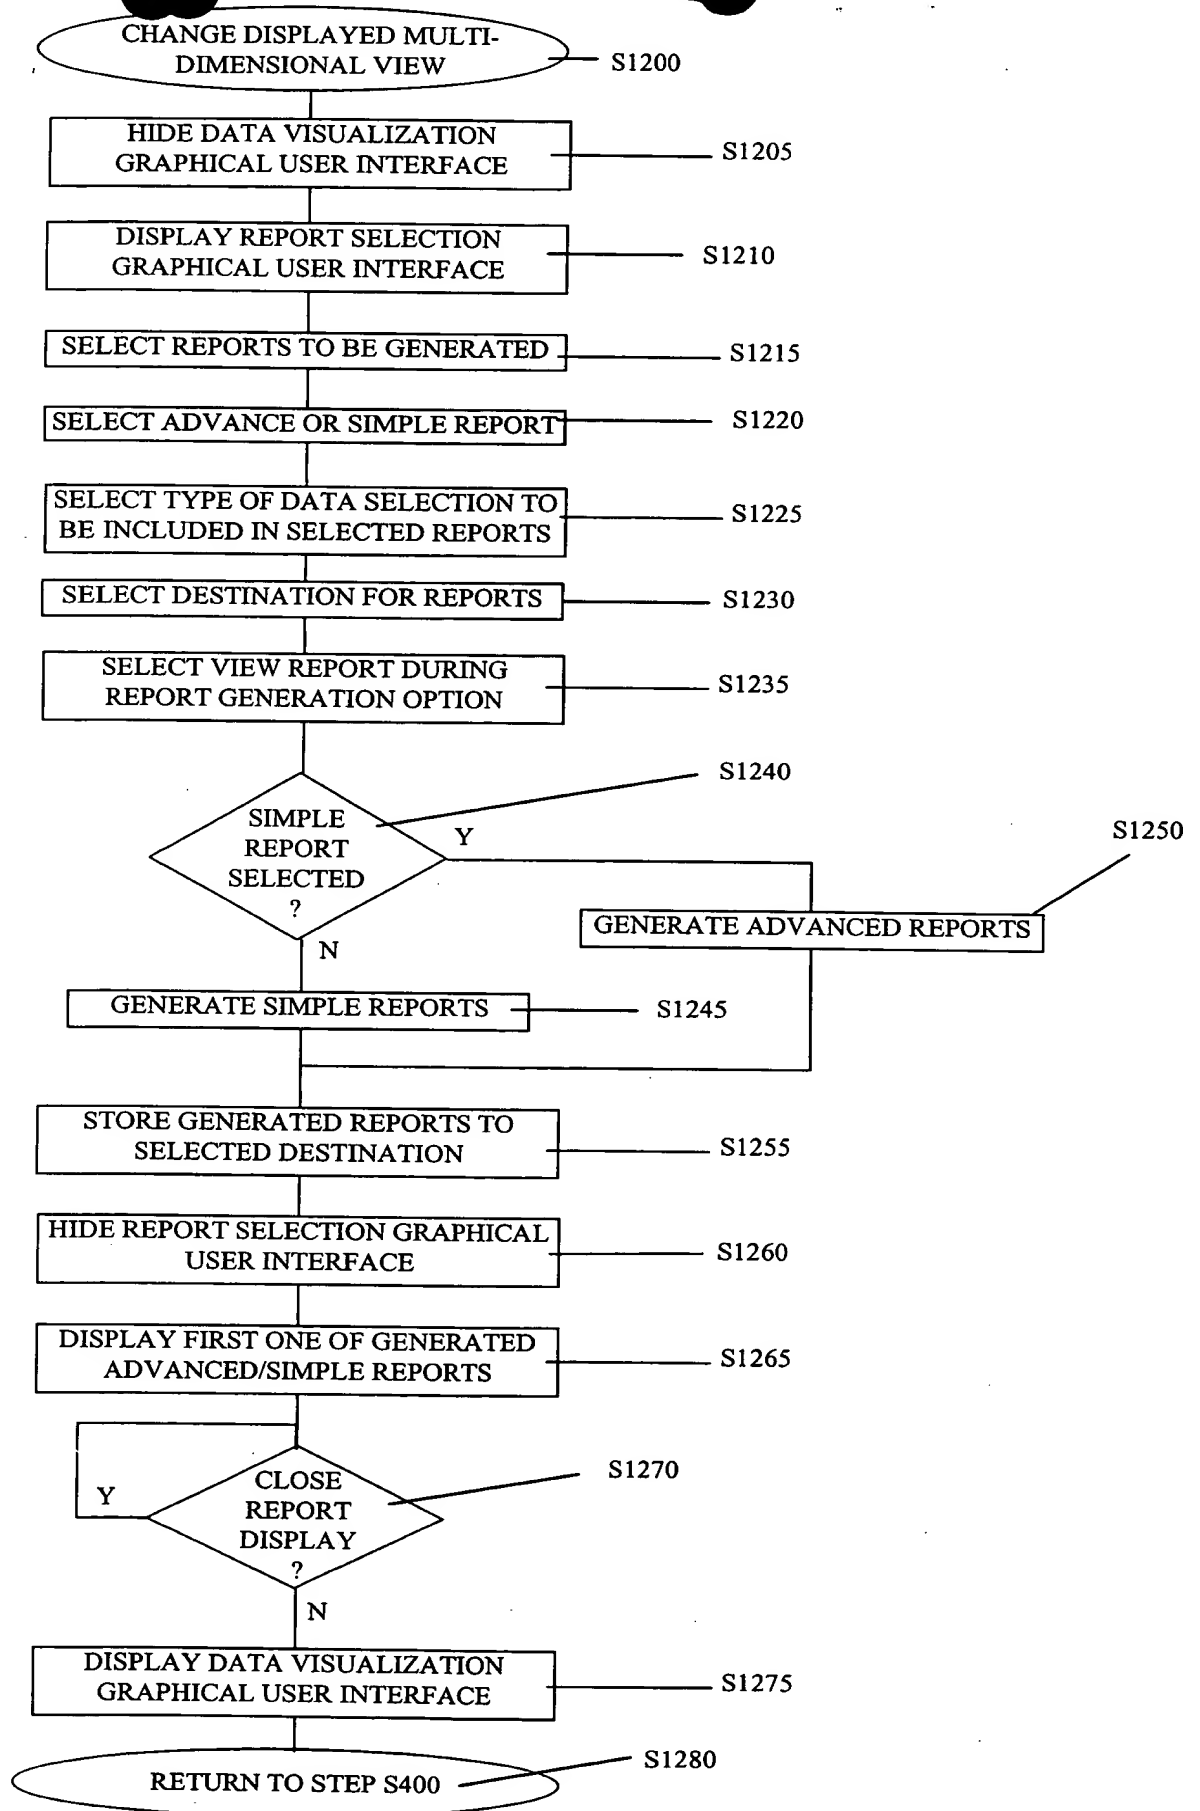 CHANGE DISPLAYED MULTI-
DIMENSIONAL VIEW
S1200
HIDE DATA VISUALIZATION
GRAPHICAL USER INTERFACE
S1205
DISPLAY REPORT SELECTION
GRAPHICAL USER INTERFACE
S1210
SELECT REPORTS TO BE GENERATED
S1215
SELECT ADVANCE OR SIMPLE REPORT
S1220
SELECT TYPE OF DATA SELECTION TO
BE INCLUDED IN SELECTED REPORTS
S1225
SELECT DESTINATION FOR REPORTS
S1230
SELECT VIEW REPORT DURING
REPORT GENERATION OPTION
S1235
S1240
SIMPLE
REPORT
SELECTED
?
Y
N
S1250
GENERATE ADVANCED REPORTS
GENERATE SIMPLE REPORTS
S1245
STORE GENERATED REPORTS TO
SELECTED DESTINATION
S1255
HIDE REPORT SELECTION GRAPHICAL
USER INTERFACE
S1260
DISPLAY FIRST ONE OF GENERATED
ADVANCED/SIMPLE REPORTS
S1265
S1270
CLOSE
REPORT
DISPLAY
?
Y
N
DISPLAY DATA VISUALIZATION
GRAPHICAL USER INTERFACE
S1275
RETURN TO STEP S400
S1280